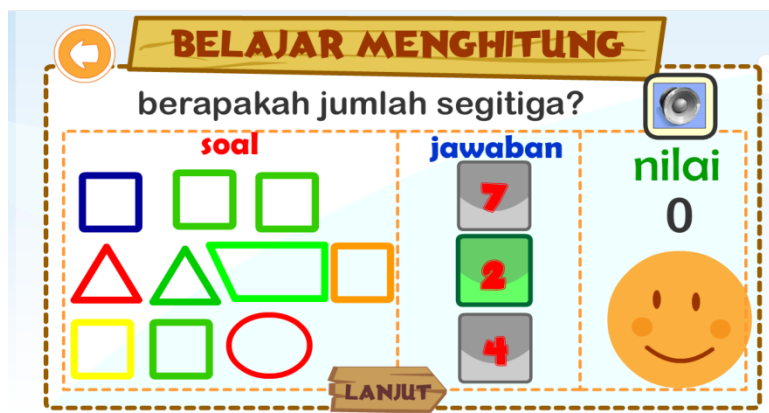 BELAJAR MENGHITUNG
berapakah jumlah segitiga?
soal
jawaban
nilai
0
7
2
4
LANJUT